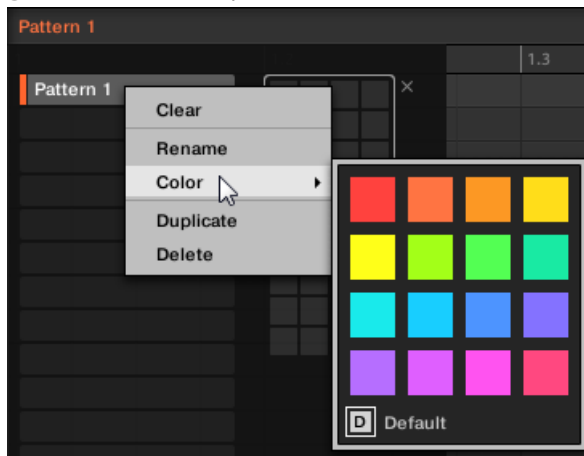 Pattern 1
1.3
Pattern 1
×
Clear
Rename
Color
Duplicate
Delete
D Default